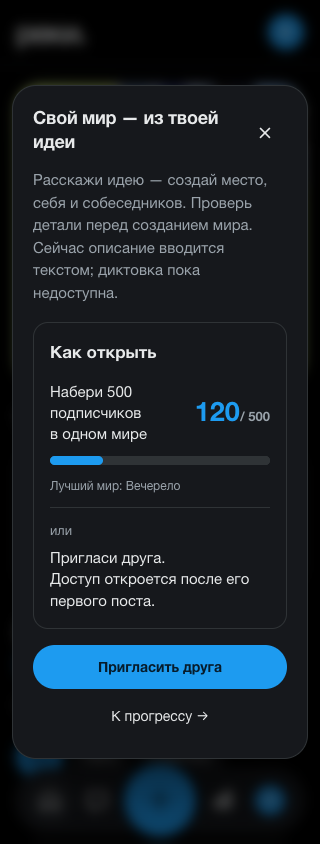 Свой мир — из твоей
идеи
Расскажи идею — создай место,
себя и собеседников. Проверь
детали перед созданием мира.
Сейчас описание вводится
текстом; диктовка пока
недоступна.
Как открыть
Набери 500
подписчиков
в одном мире
120 / 500
Лучший мир: Вечерело
или
Пригласи друга.
Доступ откроется после его
первого поста.
Пригласить друга
К прогрессу →